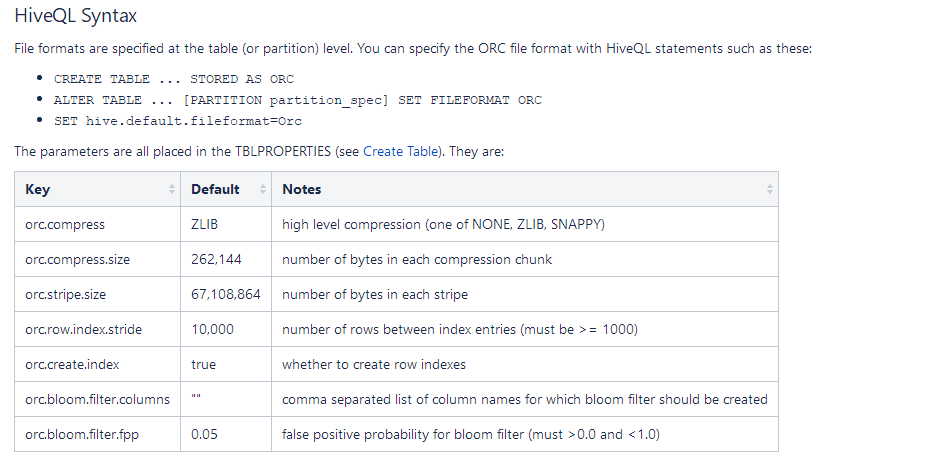 HiveQL Syntax
File formats are specified at the table (or partition) level. You can specify the ORC file format with HiveQL statements such as these:
• CREATE TABLE ... STORED AS ORC
• ALTER TABLE ... [PARTITION partition_spec] SET FILEFORMAT ORC
• SET hive.default.fileformat=Orc
The parameters are all placed in the TBLPROPERTIES (see Create Table). They are:
Key Default Notes
orc.compress ZLIB high level compression (one of NONE, ZLIB, SNAPPY)
orc.compress.size 262,144 number of bytes in each compression chunk
orc.stripe.size 67,108,864 number of bytes in each stripe
orc.row.index.stride 10,000 number of rows between index entries (must be >= 1000)
orc.create.index true whether to create row indexes
orc.bloom.filter.columns "" comma separated list of column names for which bloom filter should be created
orc.bloom.filter.fpp 0.05 false positive probability for bloom filter (must >0.0 and <1.0)